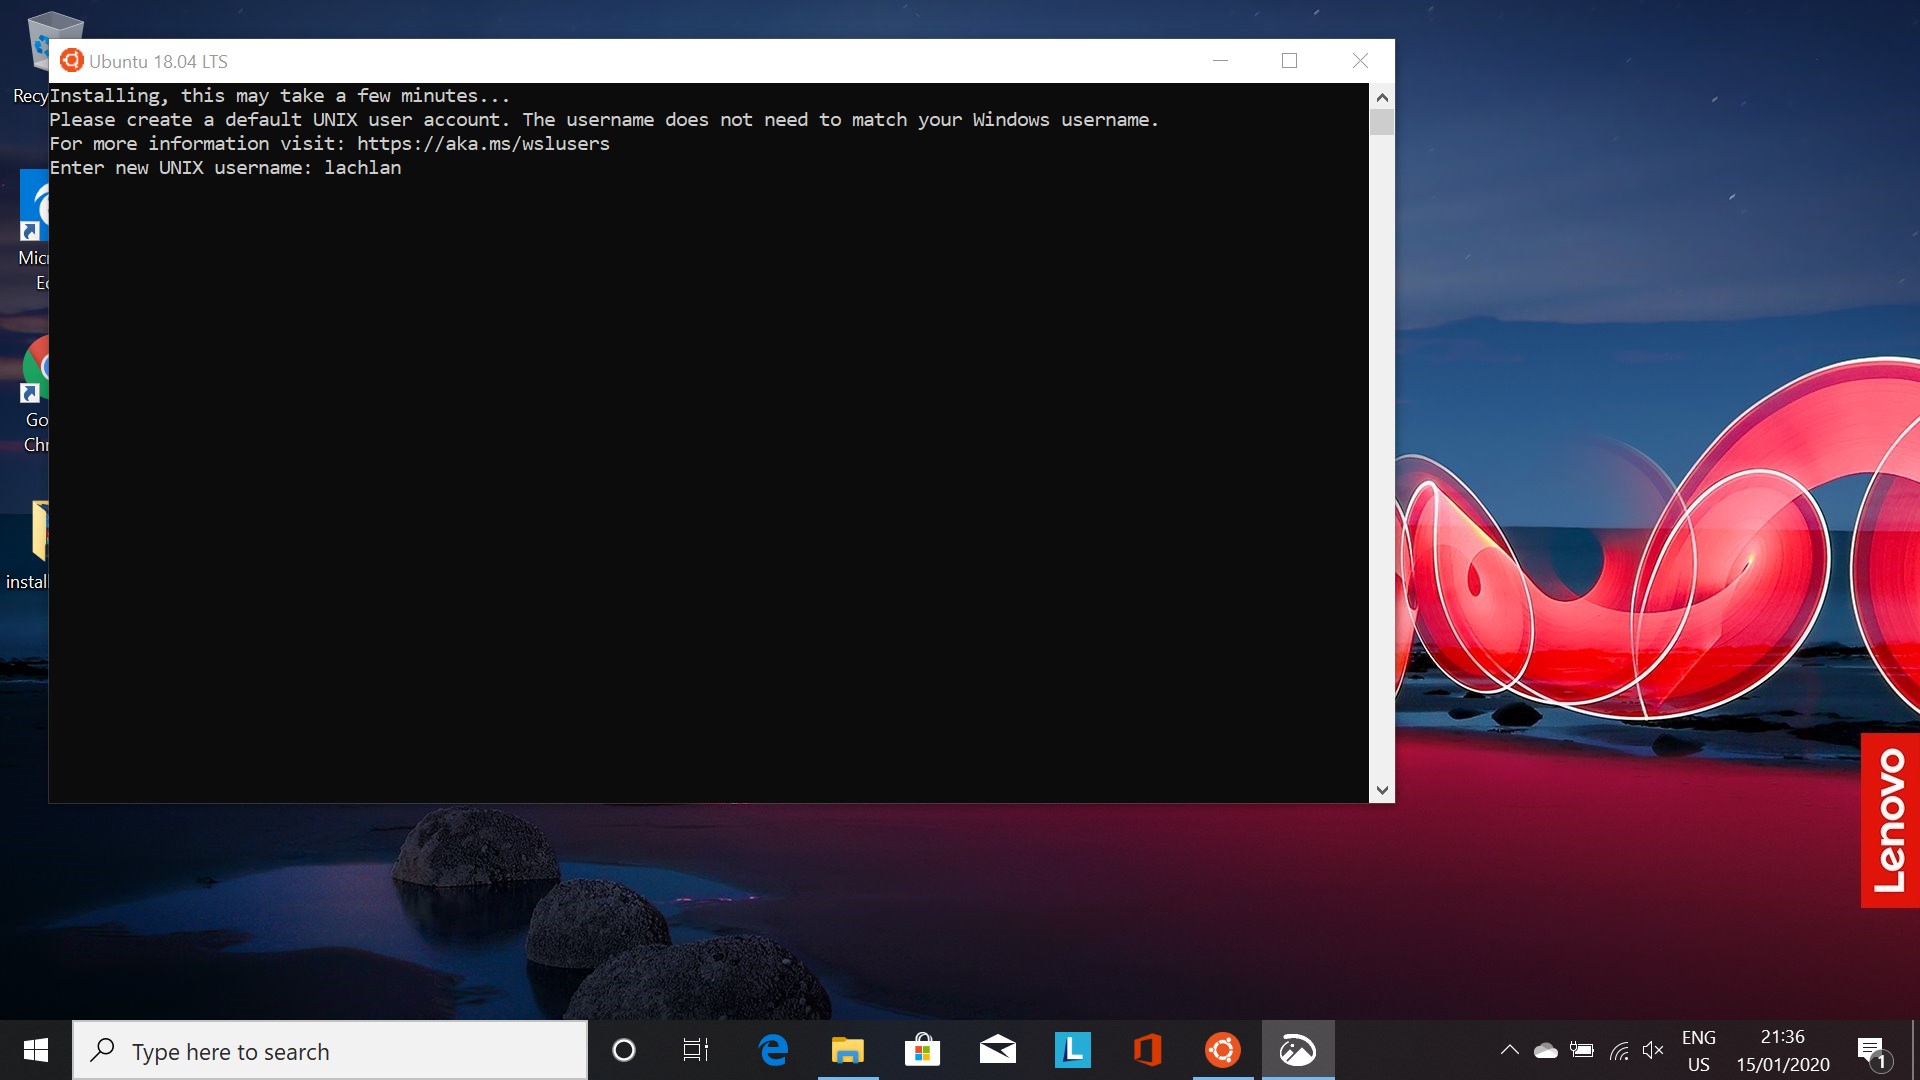 Ubuntu 18.04 LTS
Installing, this may take a few minutes...
Please create a default UNIX user account. The username does not need to match your Windows username.
For more information visit: https://aka.ms/wslusers
Enter new UNIX username: lachlan
Recy
Micr
Ed
Go
Chr
install
Lenovo
Type here to search
L
ENG
US
21:36
15/01/2020
1